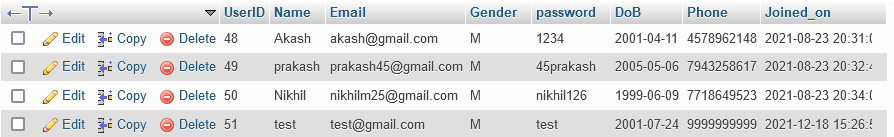 UserID Name Email Gender password DoB Phone Joined_on
Edit Copy Delete 48 Akash akash@gmail.com M 1234 2001-04-11 4578962148 2021-08-23 20:31:0
Edit Copy Delete 49 prakash prakash45@gmail.com M 45prakash 2005-05-06 7943258617 2021-08-23 20:32:4
Edit Copy Delete 50 Nikhil nikhilm25@gmail.com M nikhil126 1999-06-09 7718649523 2021-08-23 20:34:0
Edit Copy Delete 51 test test@gmail.com M test 2001-07-24 9999999999 2021-12-18 15:26:5